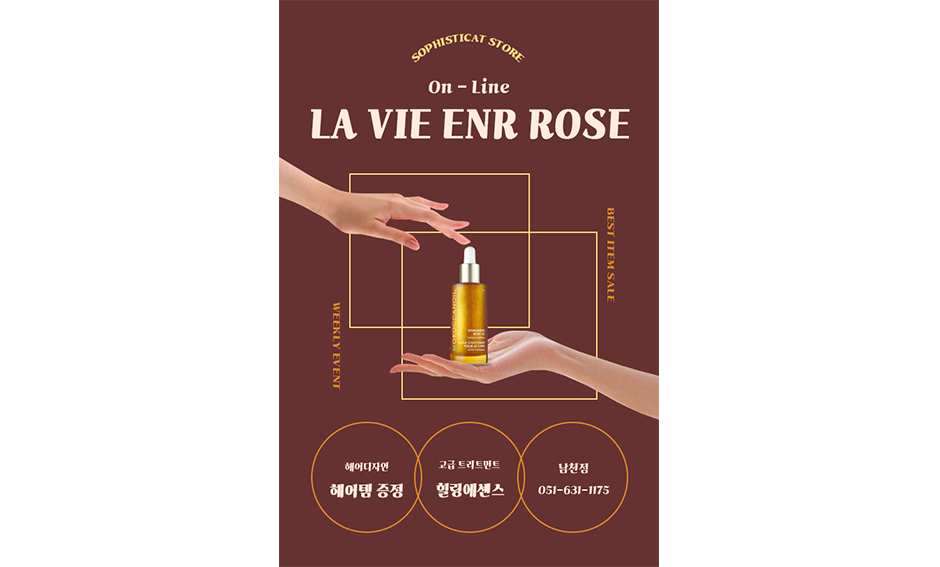 SOPHISTICAT STORE
On - Line
LA VIE ENR ROSE
BEST ITEM SALE
WEEKLY EVENT
MOROCCANOIL
헤어디자인
헤어템 증정
고급 트리트먼트
힐링에센스
남천점
051-631-1175